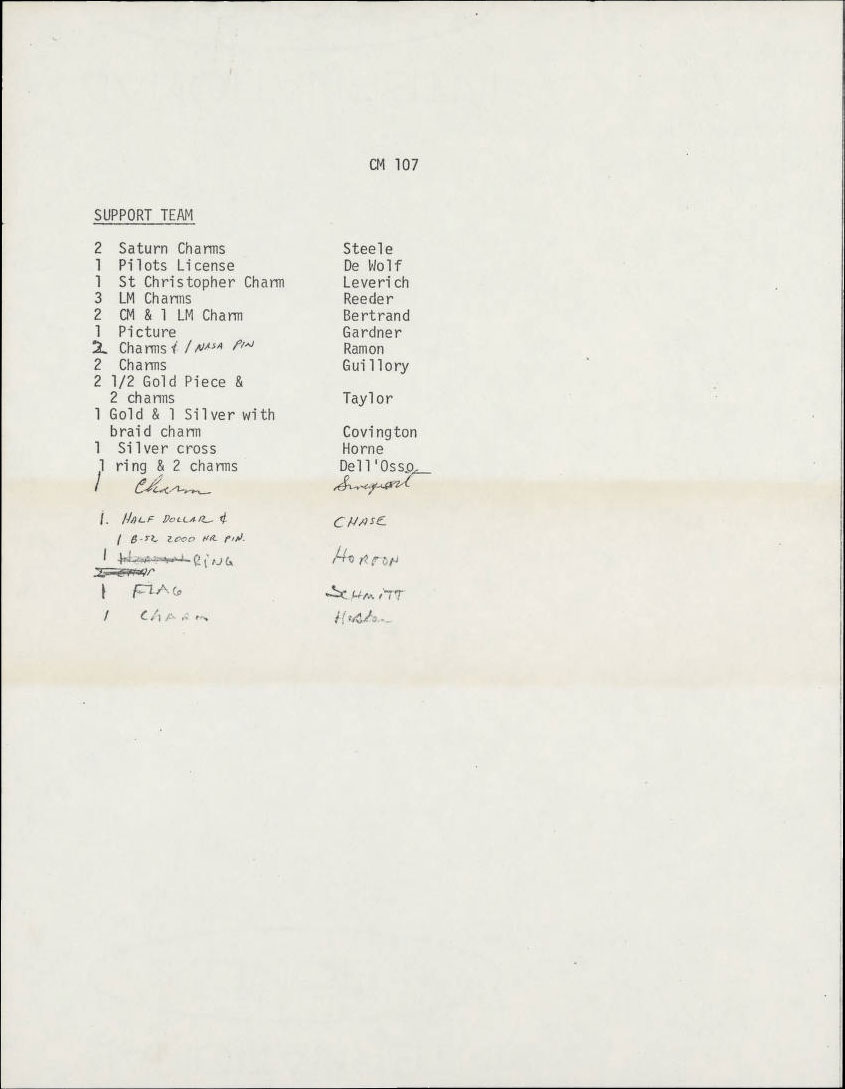 CM 107
SUPPORT TEAM
2 Saturn Charms Steele
1 Pilots License De Wolf
1 St Christopher Charm Leverich
3 LM Charms Reeder
2 CM & 1 LM Charm Bertrand
1 Picture Gardner
2 Charms & 1 NASA PIN Ramon
2 Charms Guillory
2 1/2 Gold Piece &
2 charms Taylor
1 Gold & 1 Silver with
braid charm Covington
1 Silver cross Horne
1 ring & 2 charms Dell'Osso
1 Charm
1. HALF DOLLAR & CHASE
1 B-52 2000 HR PIN.
1 RING HORTON
1 FLAG SCHMITT
1 Charm